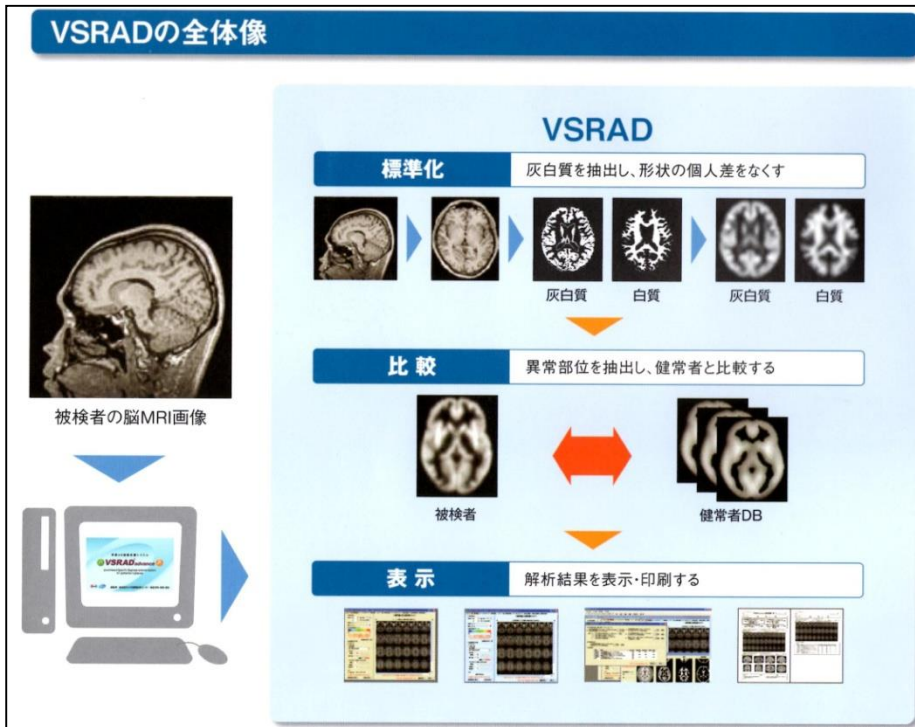 VSRADの全体像
VSRAD
標準化 灰白質を抽出し、形状の個人差をなくす
灰白質 白質 灰白質 白質
比較 異常部位を抽出し、健常者と比較する
被検者の脳MRI画像
被検者 健常者DB
VSRAD advance
表示 解析結果を表示・印刷する